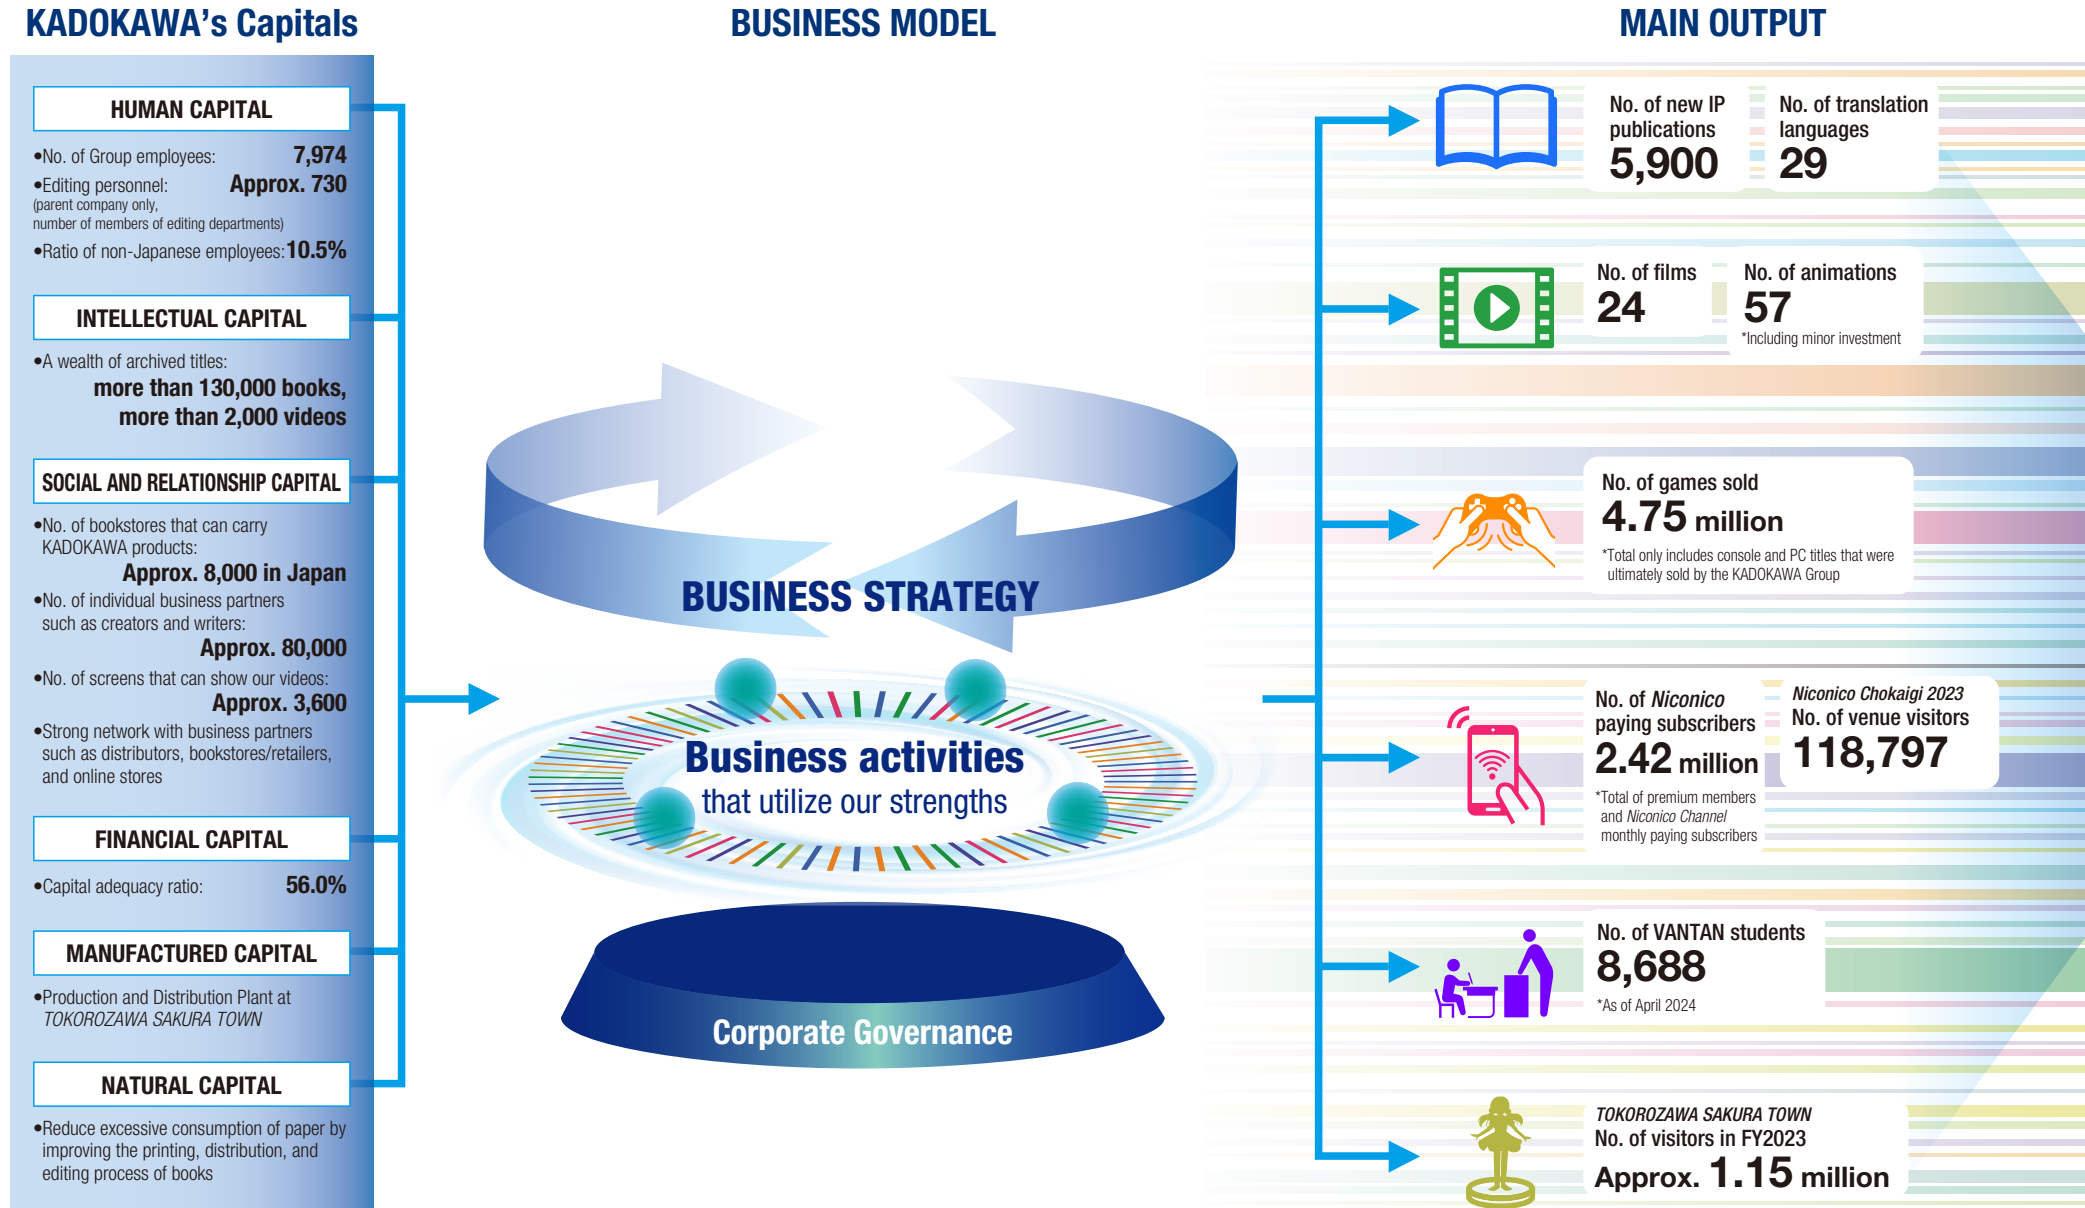 KADOKAWA's Capitals
HUMAN CAPITAL
•No. of Group employees: 7,974
•Editing personnel: Approx. 730
(parent company only,
number of members of editing departments)
•Ratio of non-Japanese employees: 10.5%
INTELLECTUAL CAPITAL
•A wealth of archived titles:
more than 130,000 books,
more than 2,000 videos
SOCIAL AND RELATIONSHIP CAPITAL
•No. of bookstores that can carry
KADOKAWA products:
Approx. 8,000 in Japan
•No. of individual business partners
such as creators and writers:
Approx. 80,000
•No. of screens that can show our videos:
Approx. 3,600
•Strong network with business partners
such as distributors, bookstores/retailers,
and online stores
FINANCIAL CAPITAL
•Capital adequacy ratio: 56.0%
MANUFACTURED CAPITAL
•Production and Distribution Plant at
TOKOROZAWA SAKURA TOWN
NATURAL CAPITAL
•Reduce excessive consumption of paper by
improving the printing, distribution, and
editing process of books
BUSINESS MODEL
BUSINESS STRATEGY
Business activities
that utilize our strengths
Corporate Governance
MAIN OUTPUT
No. of new IP
publications
5,900
No. of translation
languages
29
No. of films
24
No. of animations
57
*Including minor investment
No. of games sold
4.75 million
*Total only includes console and PC titles that were
ultimately sold by the KADOKAWA Group
No. of Niconico
paying subscribers
2.42 million
*Total of premium members
and Niconico Channel
monthly paying subscribers
Niconico Chokaigi 2023
No. of venue visitors
118,797
No. of VANTAN students
8,688
*As of April 2024
TOKOROZAWA SAKURA TOWN
No. of visitors in FY2023
Approx. 1.15 million